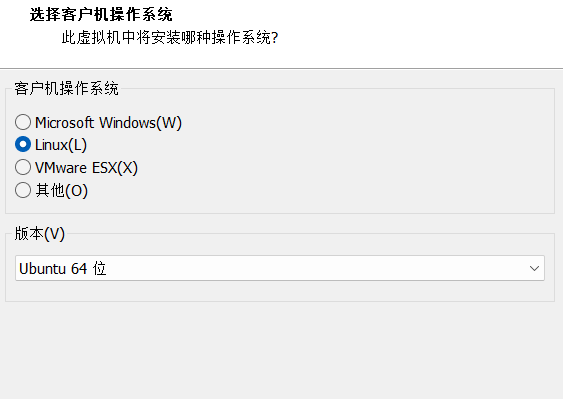 选择客户机操作系统
此虚拟机中将安装哪种操作系统?
客户机操作系统
Microsoft Windows(W)
Linux(L)
VMware ESX(X)
其他(O)
版本(V)
Ubuntu 64 位